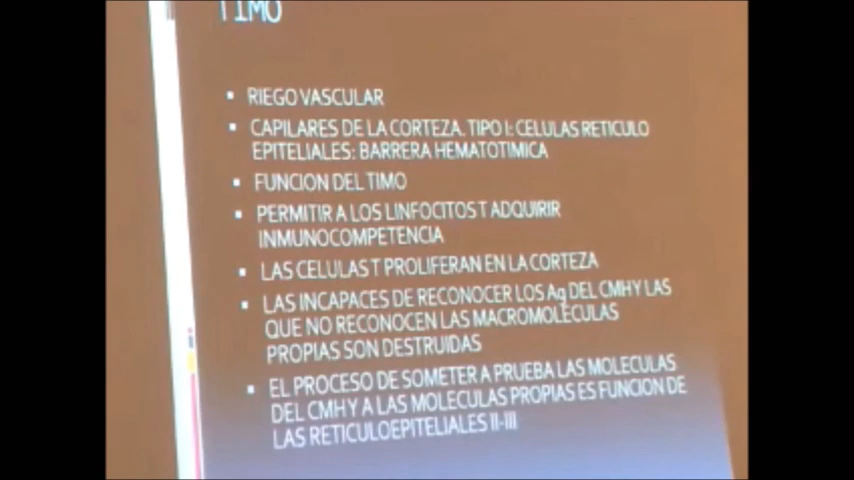 TIMO
▪ RIEGO VASCULAR
▪ CAPILARES DE LA CORTEZA. TIPO I: CELULAS RETICULO
EPITELIALES: BARRERA HEMATOTIMICA
▪ FUNCION DEL TIMO
▪ PERMITIR A LOS LINFOCITOS T ADQUIRIR
INMUNOCOMPETENCIA
▪ LAS CELULAS T PROLIFERAN EN LA CORTEZA
▪ LAS INCAPACES DE RECONOCER LOS Ag DEL CMH Y LAS
QUE NO RECONOCEN LAS MACROMOLECULAS
PROPIAS SON DESTRUIDAS
▪ EL PROCESO DE SOMETER A PRUEBA LAS MOLECULAS
DEL CMH Y A LAS MOLECULAS PROPIAS ES FUNCION DE
LAS RETICULOEPITELIALES II-III